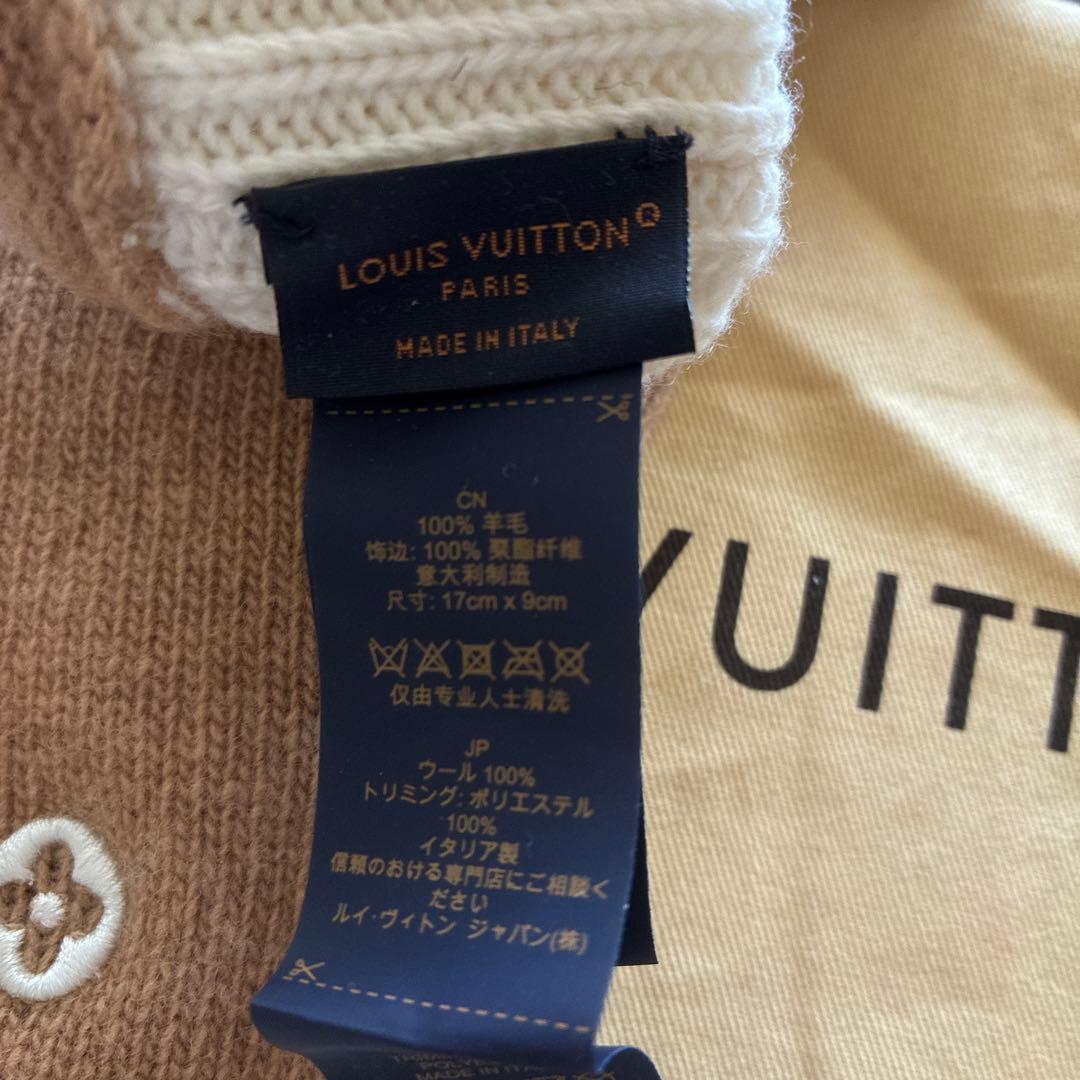 LOUIS VUITTON®
PARIS
MADE IN ITALY
CN
100% 羊毛
饰边: 100% 聚酯纤维
意大利制造
尺寸: 17cm x 9cm
仅由专业人士清洗
JP
ウール 100%
トリミング: ポリエステル
100%
イタリア製
信頼のおける専門店にご相談く
ださい
ルイ・ヴィトン ジャパン(株)
MADE IN
VUITT